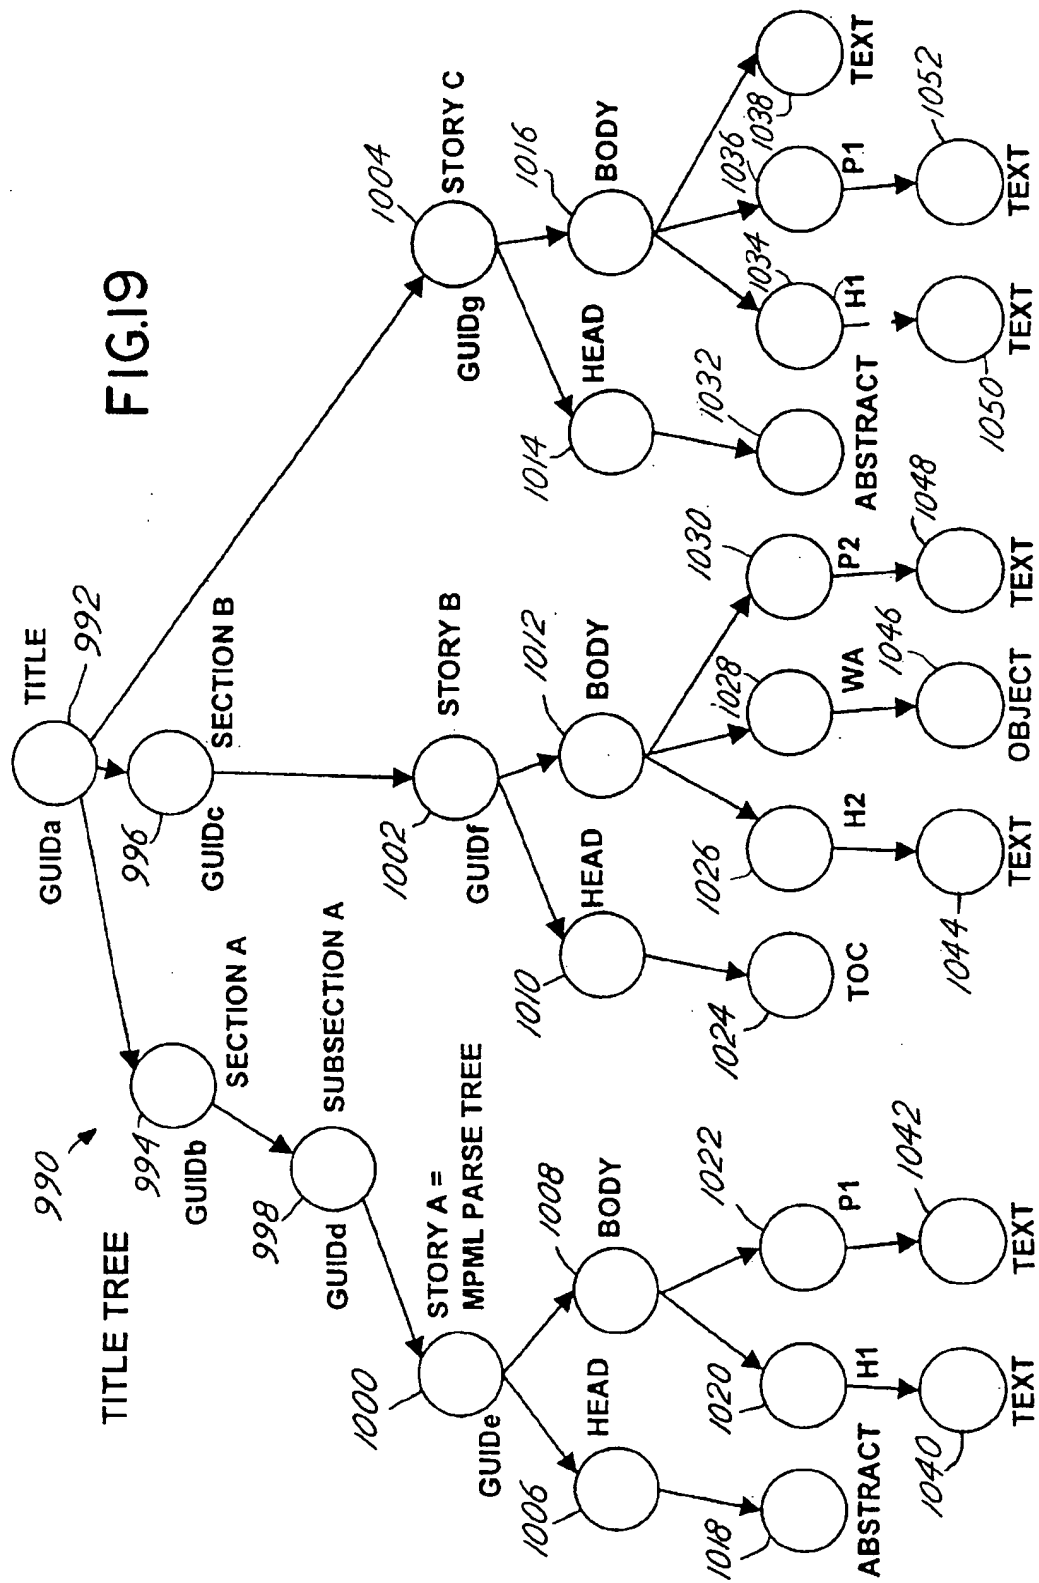 FIG.19
TITLE TREE
990
TITLE
992
GUIDa
994
SECTION A
GUIDb
996
SECTION B
GUIDc
998
SUBSECTION A
GUIDd
1000
STORY A =
MPML PARSE TREE
GUIDe
1002
STORY B
GUIDf
1004
STORY C
GUIDg
1006
HEAD
1008
BODY
1010
HEAD
1012
BODY
1014
HEAD
1016
BODY
1018
ABSTRACT
1020
H1
1022
P1
1024
TOC
1026
H2
1028
WA
1030
P2
1032
ABSTRACT
1034
H1
1036
P1
1038
TEXT
1040
TEXT
1042
TEXT
1044
TEXT
1046
OBJECT
1048
TEXT
1050
TEXT
1052
TEXT